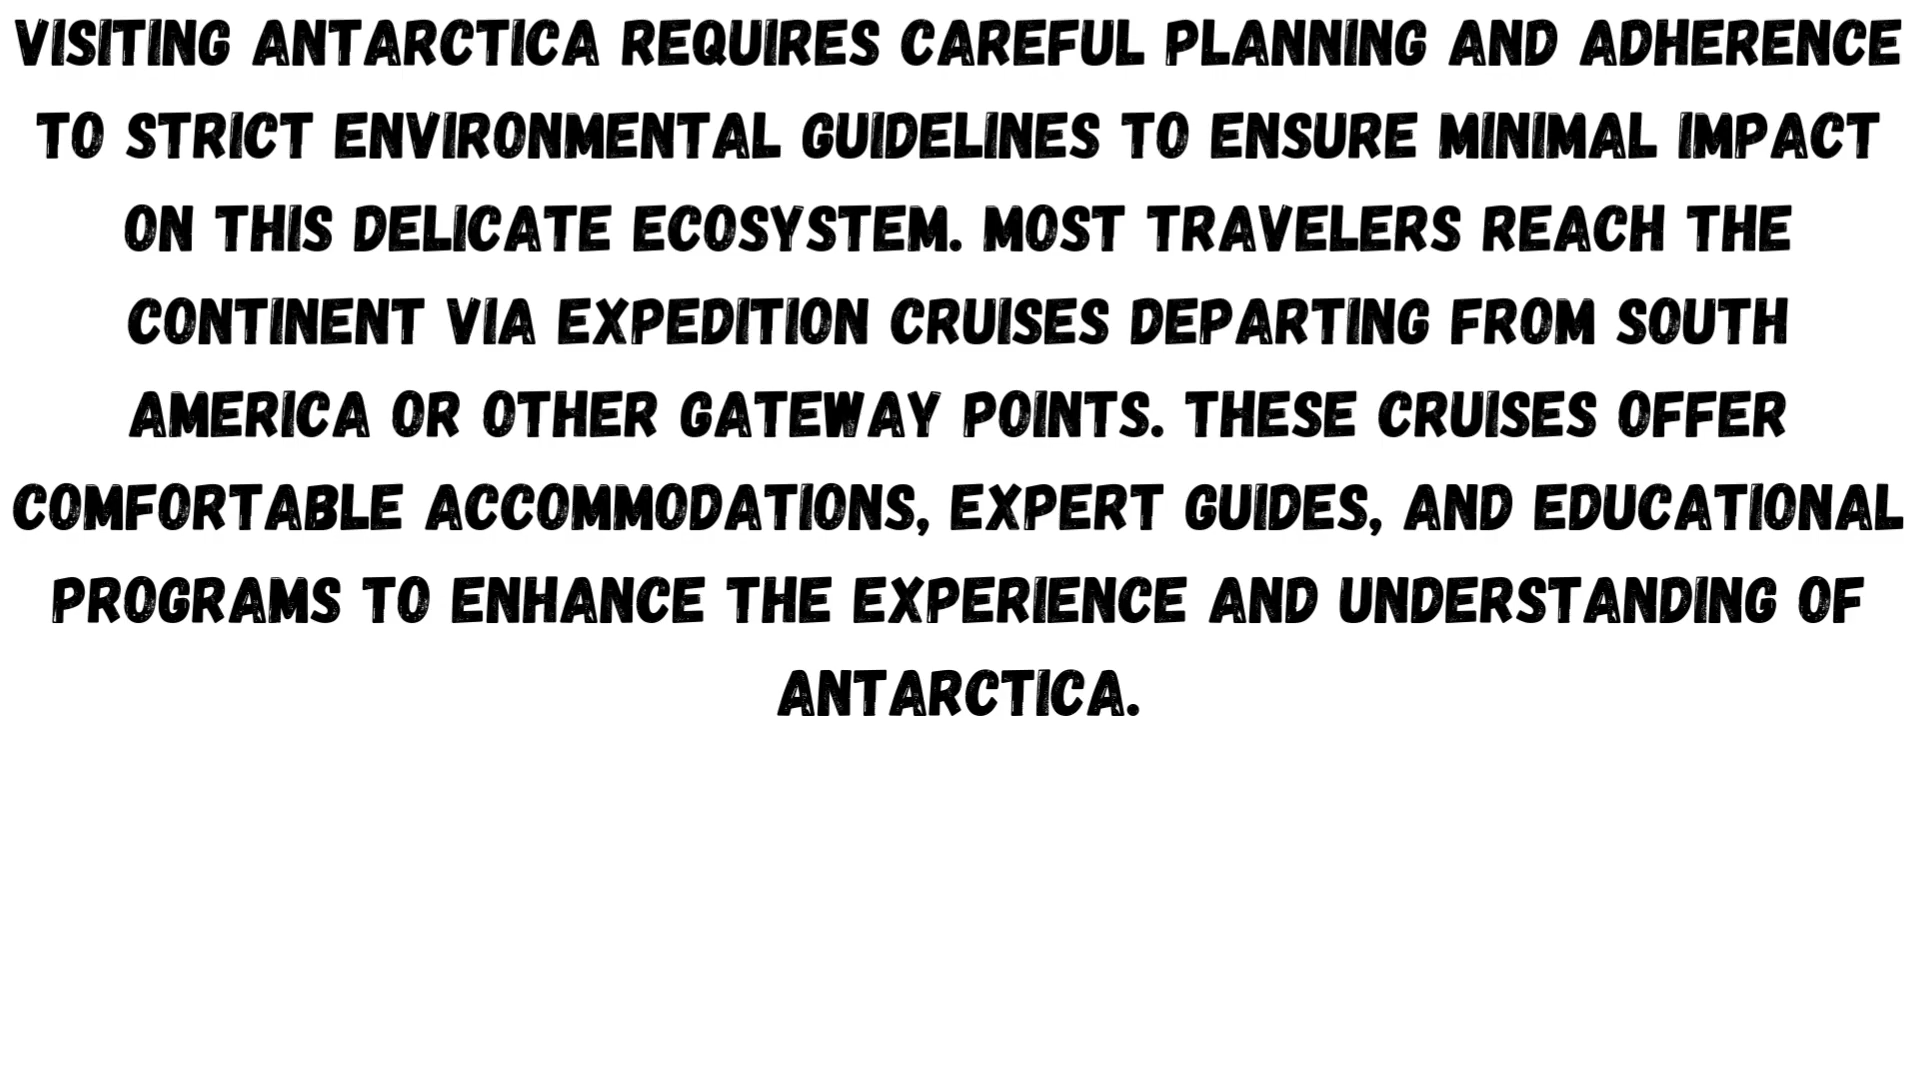 VISITING ANTARCTICA REQUIRES CAREFUL PLANNING AND ADHERENCE
TO STRICT ENVIRONMENTAL GUIDELINES TO ENSURE MINIMAL IMPACT
ON THIS DELICATE ECOSYSTEM. MOST TRAVELERS REACH THE
CONTINENT VIA EXPEDITION CRUISES DEPARTING FROM SOUTH
AMERICA OR OTHER GATEWAY POINTS. THESE CRUISES OFFER
COMFORTABLE ACCOMMODATIONS, EXPERT GUIDES, AND EDUCATIONAL
PROGRAMS TO ENHANCE THE EXPERIENCE AND UNDERSTANDING OF
ANTARCTICA.